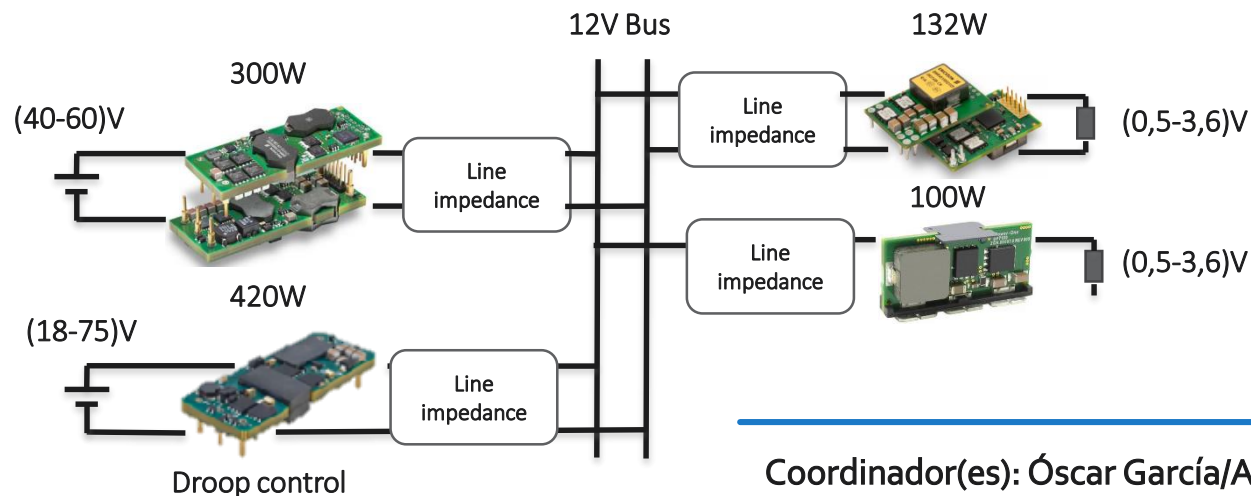 12V Bus
132W
300W
(40-60)V
Line
impedance
Line
impedance
(0,5-3,6)V
100W
Line
impedance
(0,5-3,6)V
420W
(18-75)V
Line
impedance
Droop control
Coordinador(es): Óscar García/A